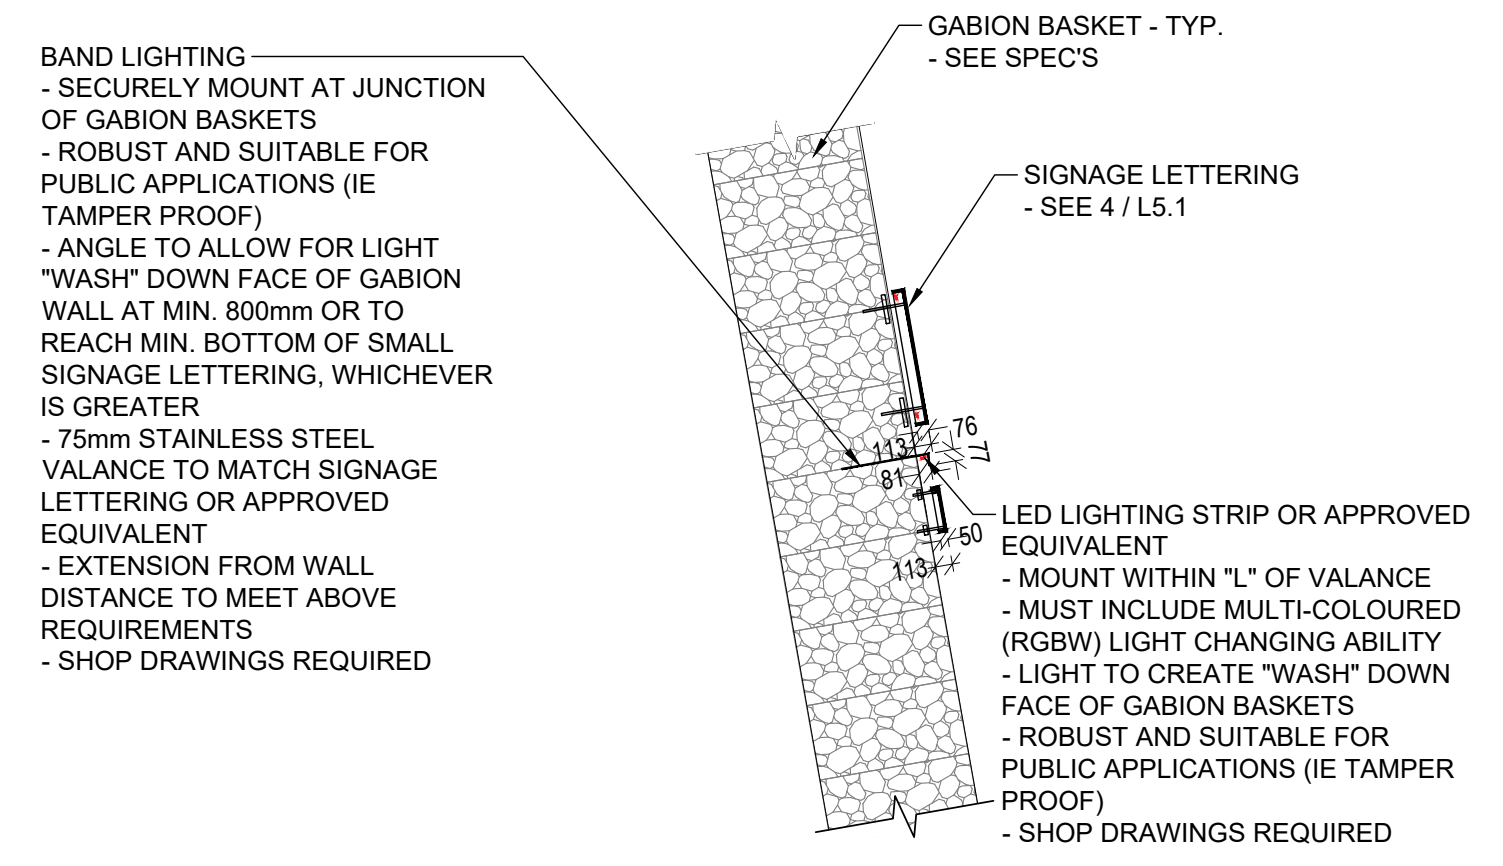 GABION BASKET - TYP.
- SEE SPEC'S
BAND LIGHTING
- SECURELY MOUNT AT JUNCTION
OF GABION BASKETS
- ROBUST AND SUITABLE FOR
PUBLIC APPLICATIONS (IE
TAMPER PROOF)
- ANGLE TO ALLOW FOR LIGHT
"WASH" DOWN FACE OF GABION
WALL AT MIN. 800mm OR TO
REACH MIN. BOTTOM OF SMALL
SIGNAGE LETTERING, WHICHEVER
IS GREATER
- 75mm STAINLESS STEEL
VALANCE TO MATCH SIGNAGE
LETTERING OR APPROVED
EQUIVALENT
- EXTENSION FROM WALL
DISTANCE TO MEET ABOVE
REQUIREMENTS
- SHOP DRAWINGS REQUIRED
SIGNAGE LETTERING
- SEE 4 / L5.1
76
113
77
81
50
113
LED LIGHTING STRIP OR APPROVED
EQUIVALENT
- MOUNT WITHIN "L" OF VALANCE
- MUST INCLUDE MULTI-COLOURED
(RGBW) LIGHT CHANGING ABILITY
- LIGHT TO CREATE "WASH" DOWN
FACE OF GABION BASKETS
- ROBUST AND SUITABLE FOR
PUBLIC APPLICATIONS (IE TAMPER
PROOF)
- SHOP DRAWINGS REQUIRED